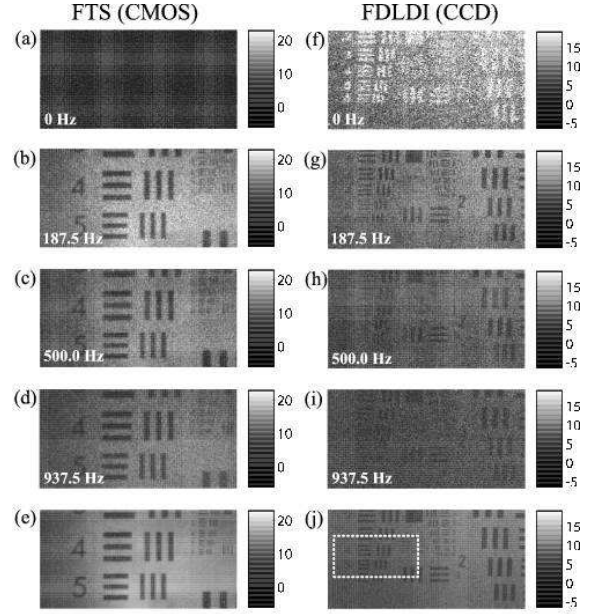 FTS (CMOS) FDLDI (CCD)
(a) 0 Hz 20 10 0 (f) 0 Hz 15 10 5 0 -5
(b) 4 5 187.5 Hz 20 10 0 (g) 2 187.5 Hz 15 10 5 0 -5
(c) 4 5 500.0 Hz 20 10 0 (h) 500.0 Hz 15 10 5 0 -5
(d) 4 5 937.5 Hz 20 10 0 (i) 937.5 Hz 15 10 5 0 -5
(e) 4 5 20 10 0 (j) 2 15 10 5 0 -5